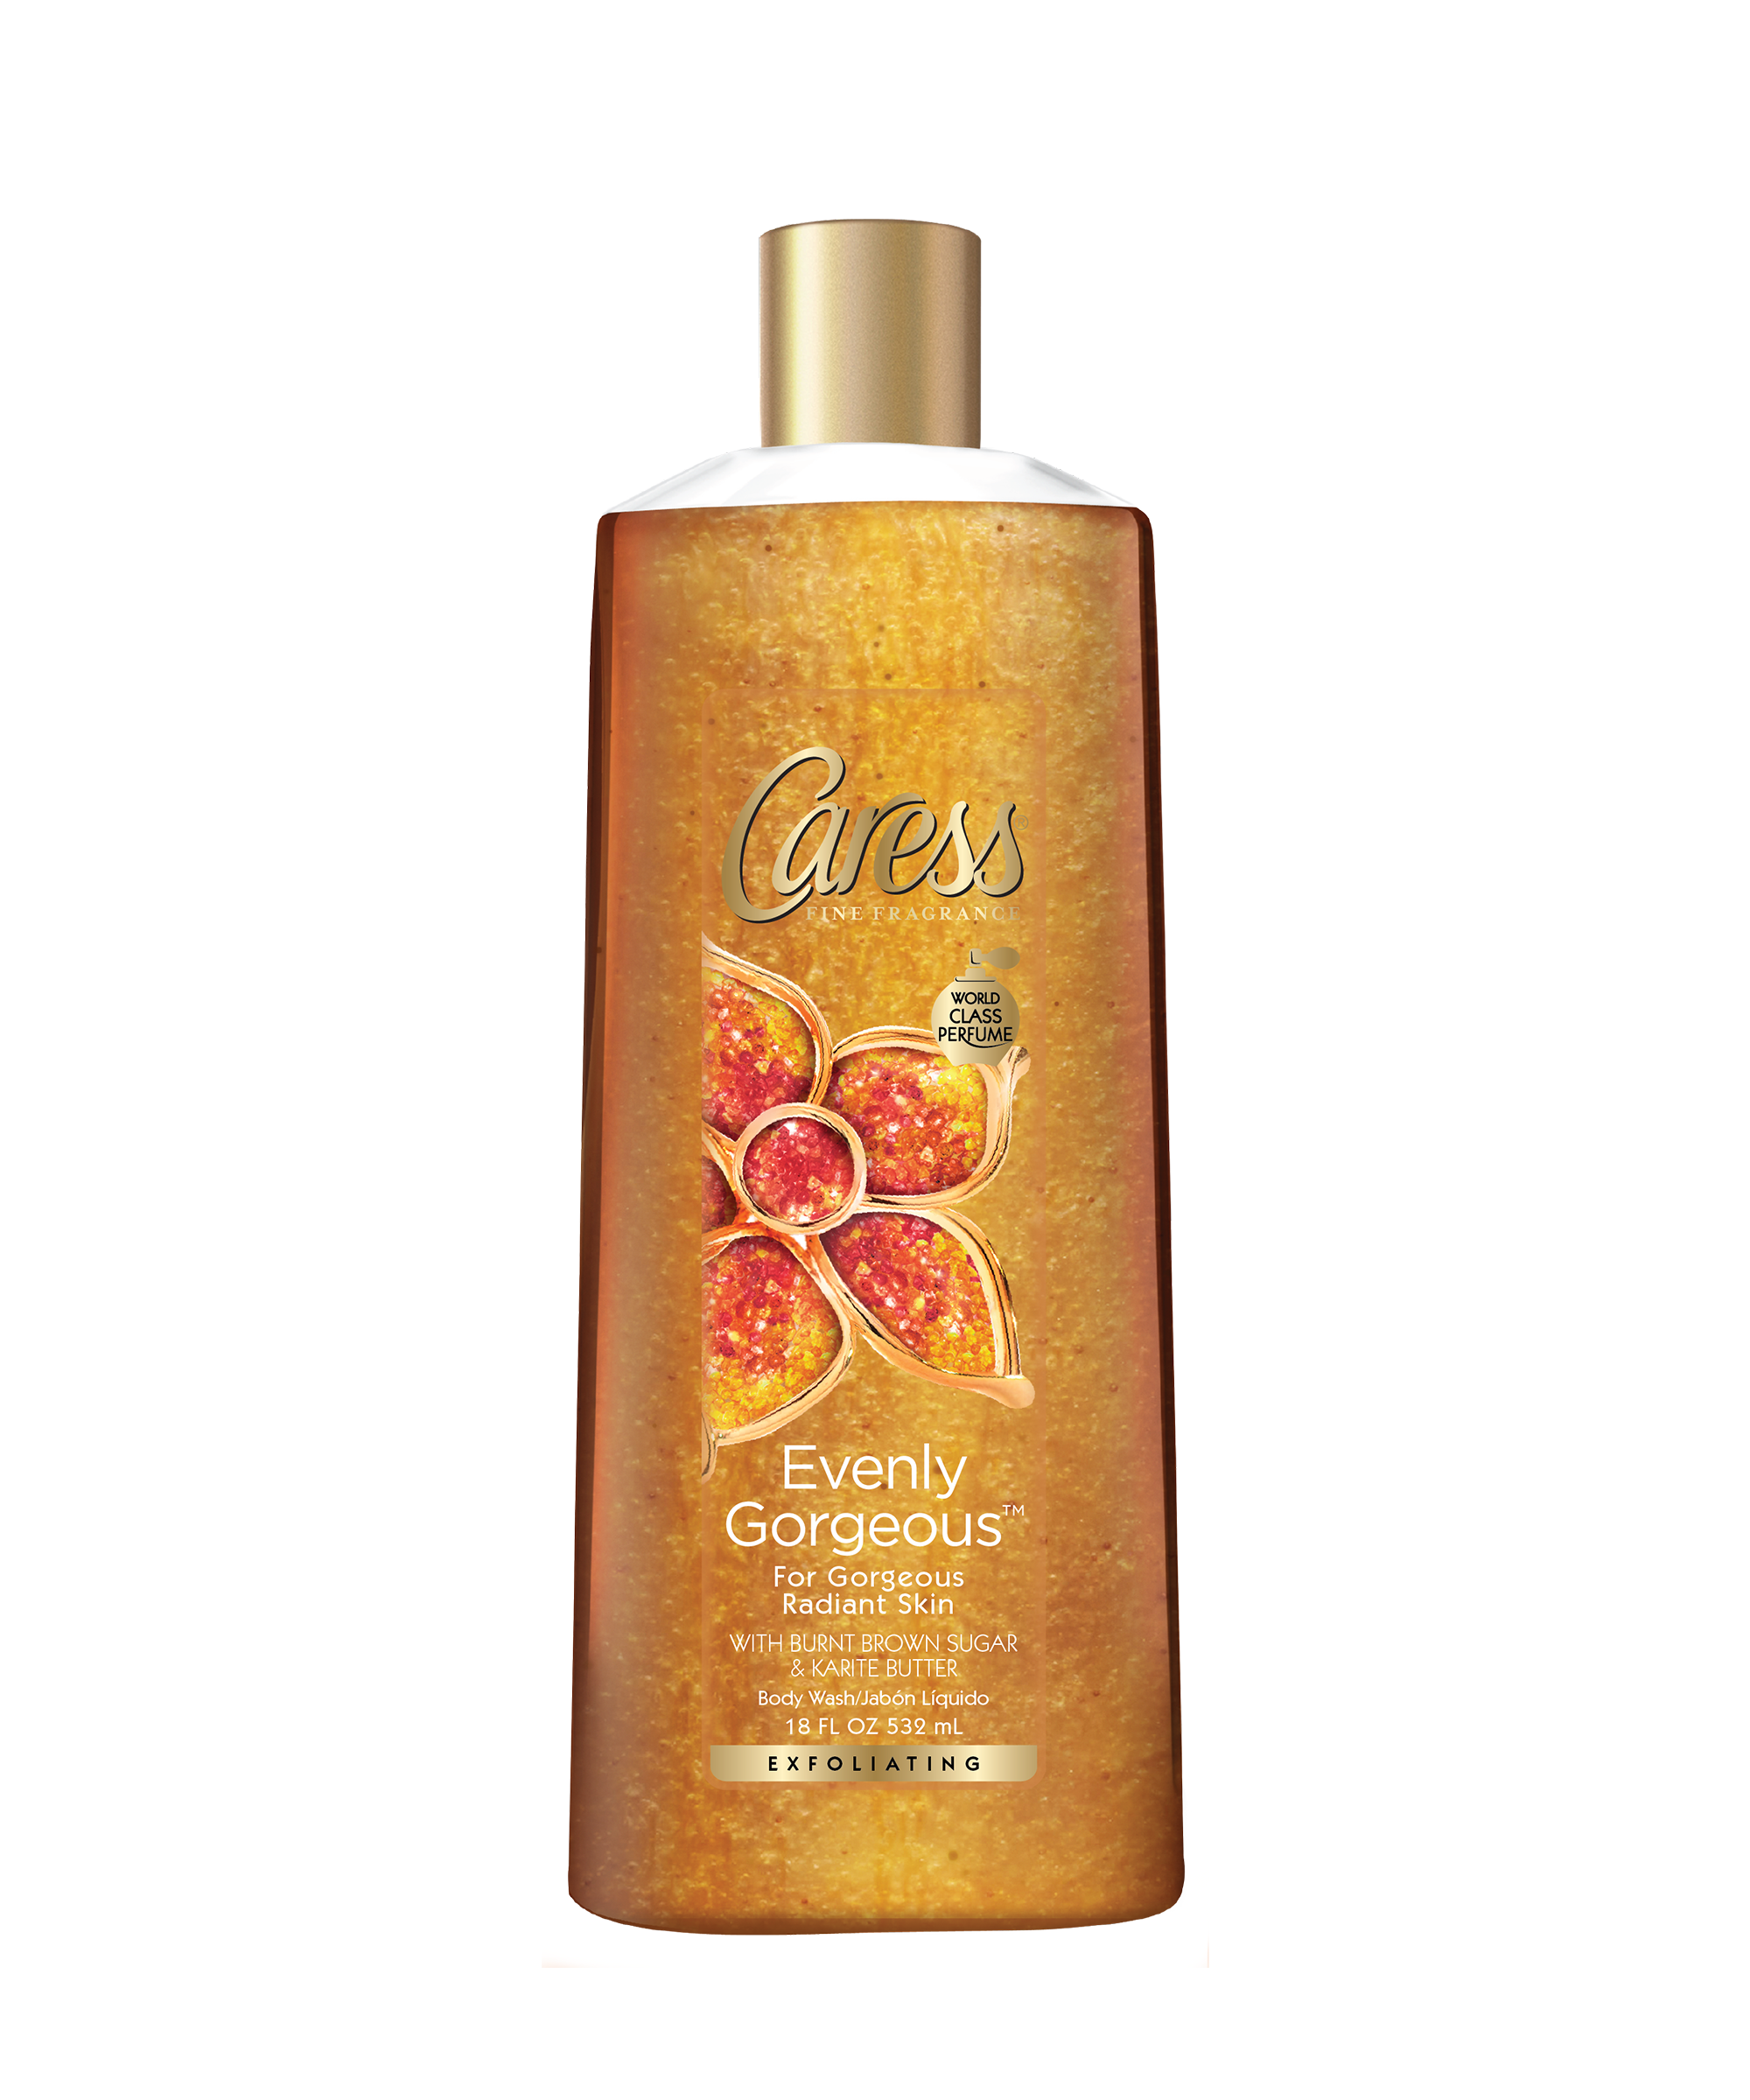 Caress®
FINE FRAGRANCE
WORLD
CLASS
PERFUME
Evenly
Gorgeous™
For Gorgeous
Radiant Skin
WITH BURNT BROWN SUGAR
& KARITE BUTTER
Body Wash/Jabón Líquido
18 FL OZ 532 mL
EXFOLIATING